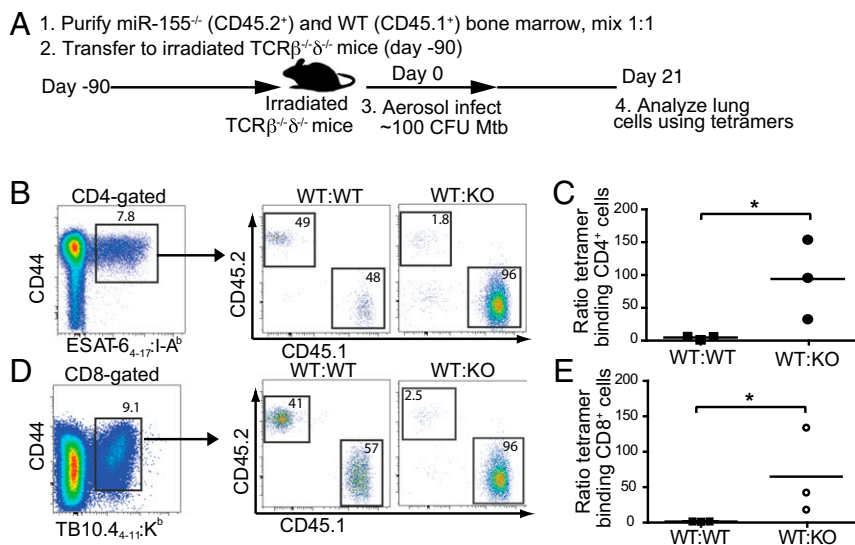 A
1. Purify miR-155-/- (CD45.2+) and WT (CD45.1+) bone marrow, mix 1:1
2. Transfer to irradiated TCRβ-/-δ-/- mice (day -90)
Day -90
Day 0
Day 21
Irradiated
TCRβ-/-δ-/- mice
3. Aerosol infect
~100 CFU Mtb
4. Analyze lung
cells using tetramers
B
CD4-gated
7.8
CD44
ESAT-6₄₋₁₇:I-Aᵇ
WT:WT
WT:KO
49
48
1.8
96
CD45.2
CD45.1
C
*
Ratio tetramer
binding CD4+ cells
200
150
100
50
0
WT:WT
WT:KO
D
CD8-gated
9.1
CD44
TB10.4₄₋₁₁:Kᵇ
WT:WT
WT:KO
41
57
2.5
96
CD45.2
CD45.1
E
*
Ratio tetramer
binding CD8+ cells
200
150
100
50
0
WT:WT
WT:KO